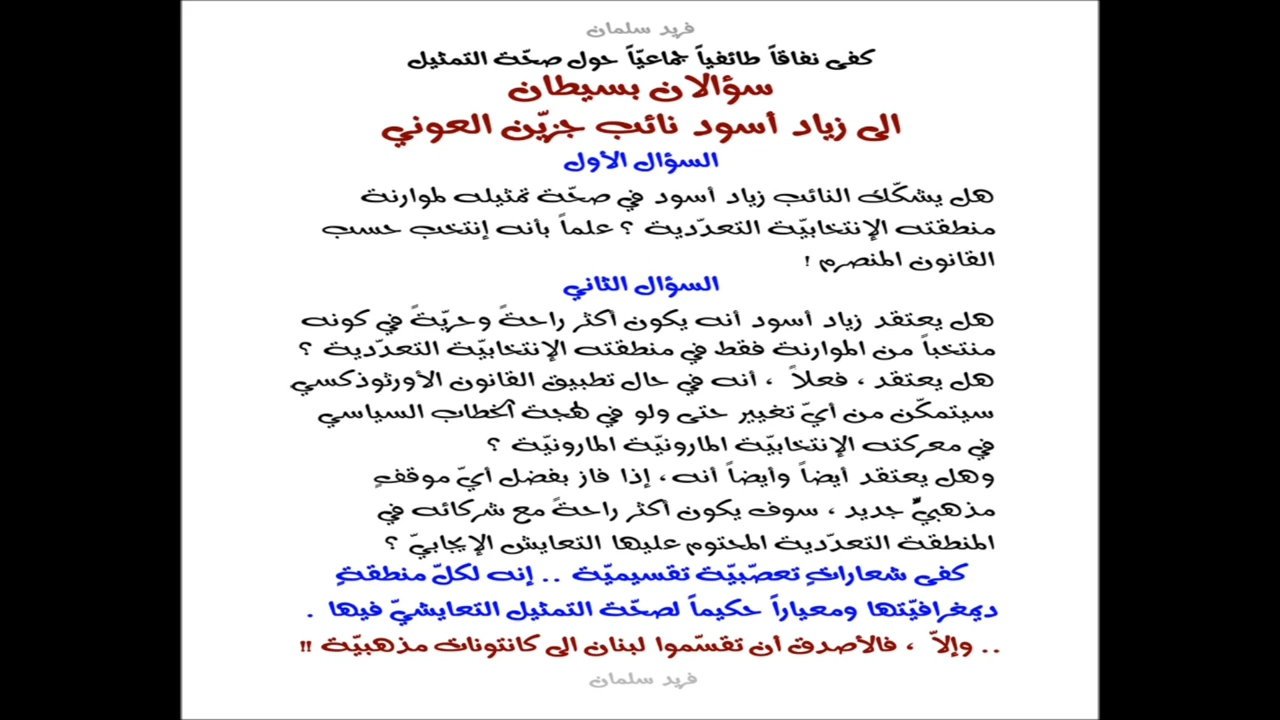 فريد سلمان
كفى نفاقاً طائفياً جماعيّاً حول صحّة التمثيل
سؤالان بسيطان
الى زياد أسود نائب جزيّن العوني
السؤال الأول
هل يشكّك النائب زياد أسود في صحّة تمثيله لموارنة
منطقته الإنتخابيّة التعدّدية ؟ علماً بأنه إنتخب حسب
القانون المنصرم !
السؤال الثاني
هل يعتقد زياد أسود أنه يكون أكثر راحةً وحريّةً في كونه
منتخباً من الموارنة فقط في منطقته الإنتخابيّة التعدّدية ؟
هل يعتقد ، فعلاً ، أنه في حال تطبيق القانون الأورثوذكسي
سيتمكّن من أيّ تغيير حتى ولو في لهجة الخطاب السياسي
في معركته الإنتخابيّة المارونيّة المارونيّة ؟
وهل يعتقد أيضاً وأيضاً أنه، إذا فاز بفضل أيّ موقفٍ
مذهبيٍّ جديد ، سوف يكون أكثر راحةً مع شركائه في
المنطقة التعدّدية المحتوم عليها التعايش الإيجابيّ ؟
كفى شعاراتٍ تعصّبيّة تقسيميّة .. إنه لكلّ منطقةٍ
ديمغرافيّتها ومعياراً حكيماً لصحّة التمثيل التعايشيّ فيها .
.. وإلاّ ، فالأصدق أن تقسّموا لبنان الى كانتونات مذهبيّة !!
فريد سلمان